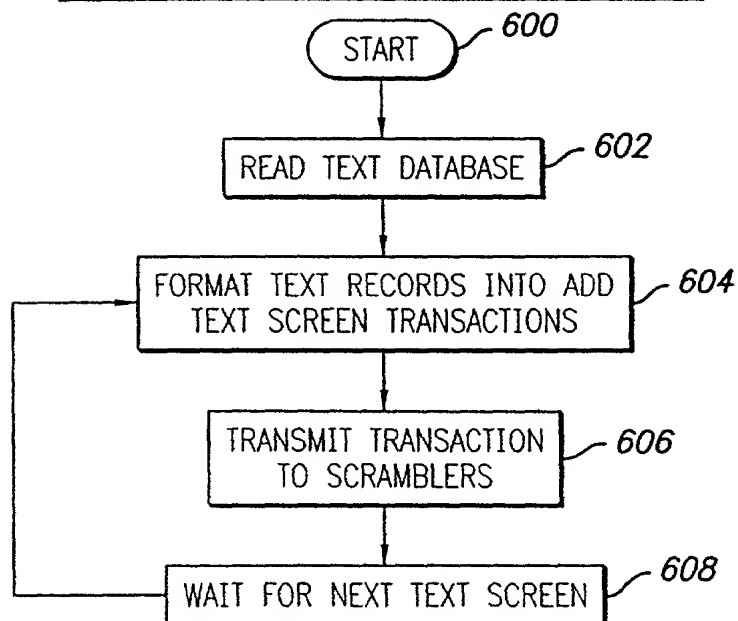 START
600
READ TEXT DATABASE
602
FORMAT TEXT RECORDS INTO ADD
TEXT SCREEN TRANSACTIONS
604
TRANSMIT TRANSACTION
TO SCRAMBLERS
606
WAIT FOR NEXT TEXT SCREEN
608